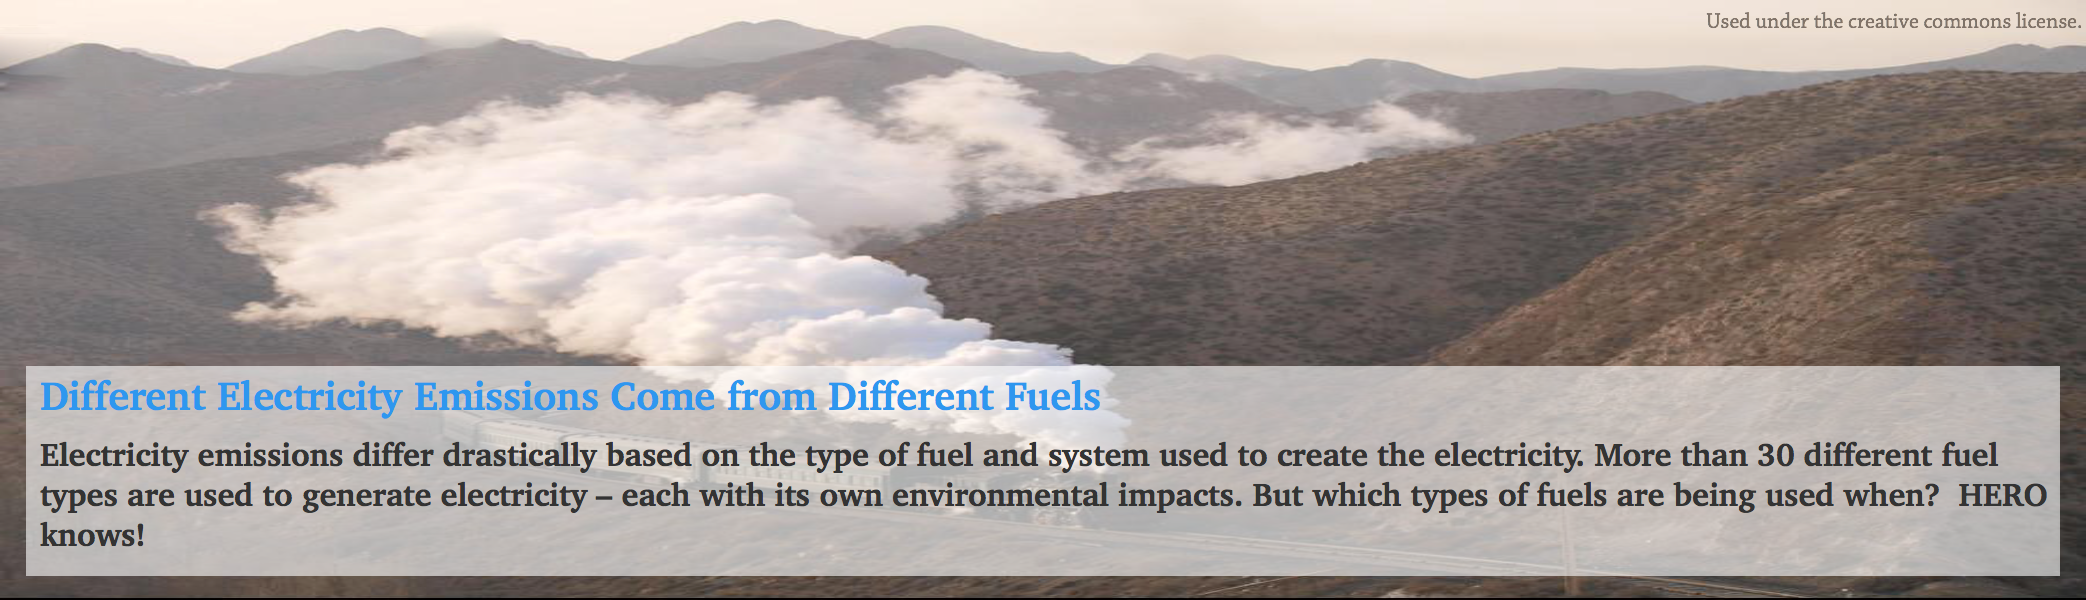 Used under the creative commons license.
Different Electricity Emissions Come from Different Fuels
Electricity emissions differ drastically based on the type of fuel and system used to create the electricity. More than 30 different fuel
types are used to generate electricity – each with its own environmental impacts. But which types of fuels are being used when?  HERO
knows!